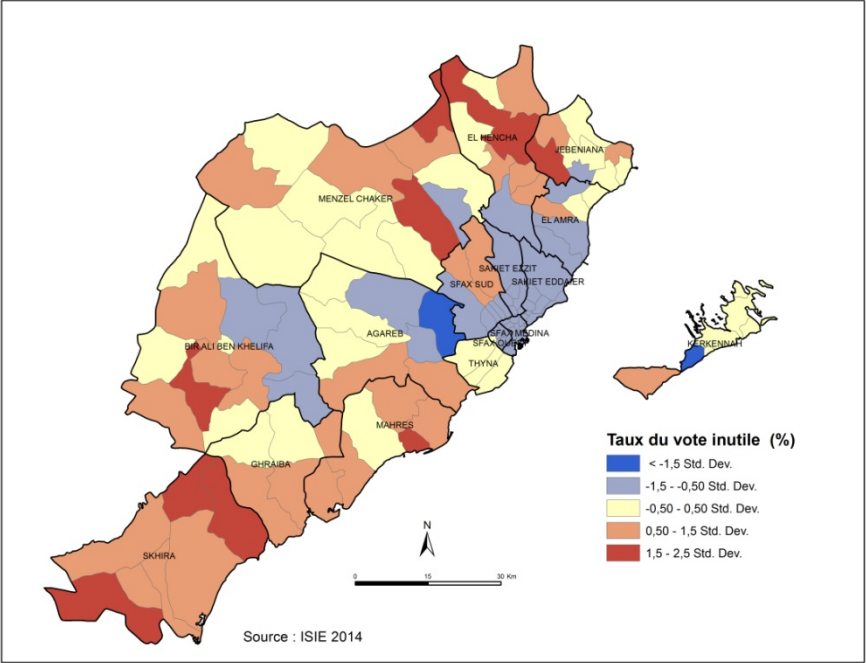 EL HENCHA
JEBENIANA
MENZEL CHAKER
EL AMRA
SAKIET EZZIT
SFAX SUD
SAKIET EDDAIER
AGAREB
SFAX MEDINA
SFAX OUEST
KERKENNAH
BIR ALI BEN KHELIFA
THYNA
MAHRES
GHRAIBA
SKHIRA
Taux du vote inutile (%)
< -1,5 Std. Dev.
-1,5 - -0,50 Std. Dev.
-0,50 - 0,50 Std. Dev.
0,50 - 1,5 Std. Dev.
1,5 - 2,5 Std. Dev.
N
0 15 30 Km
Source : ISIE 2014